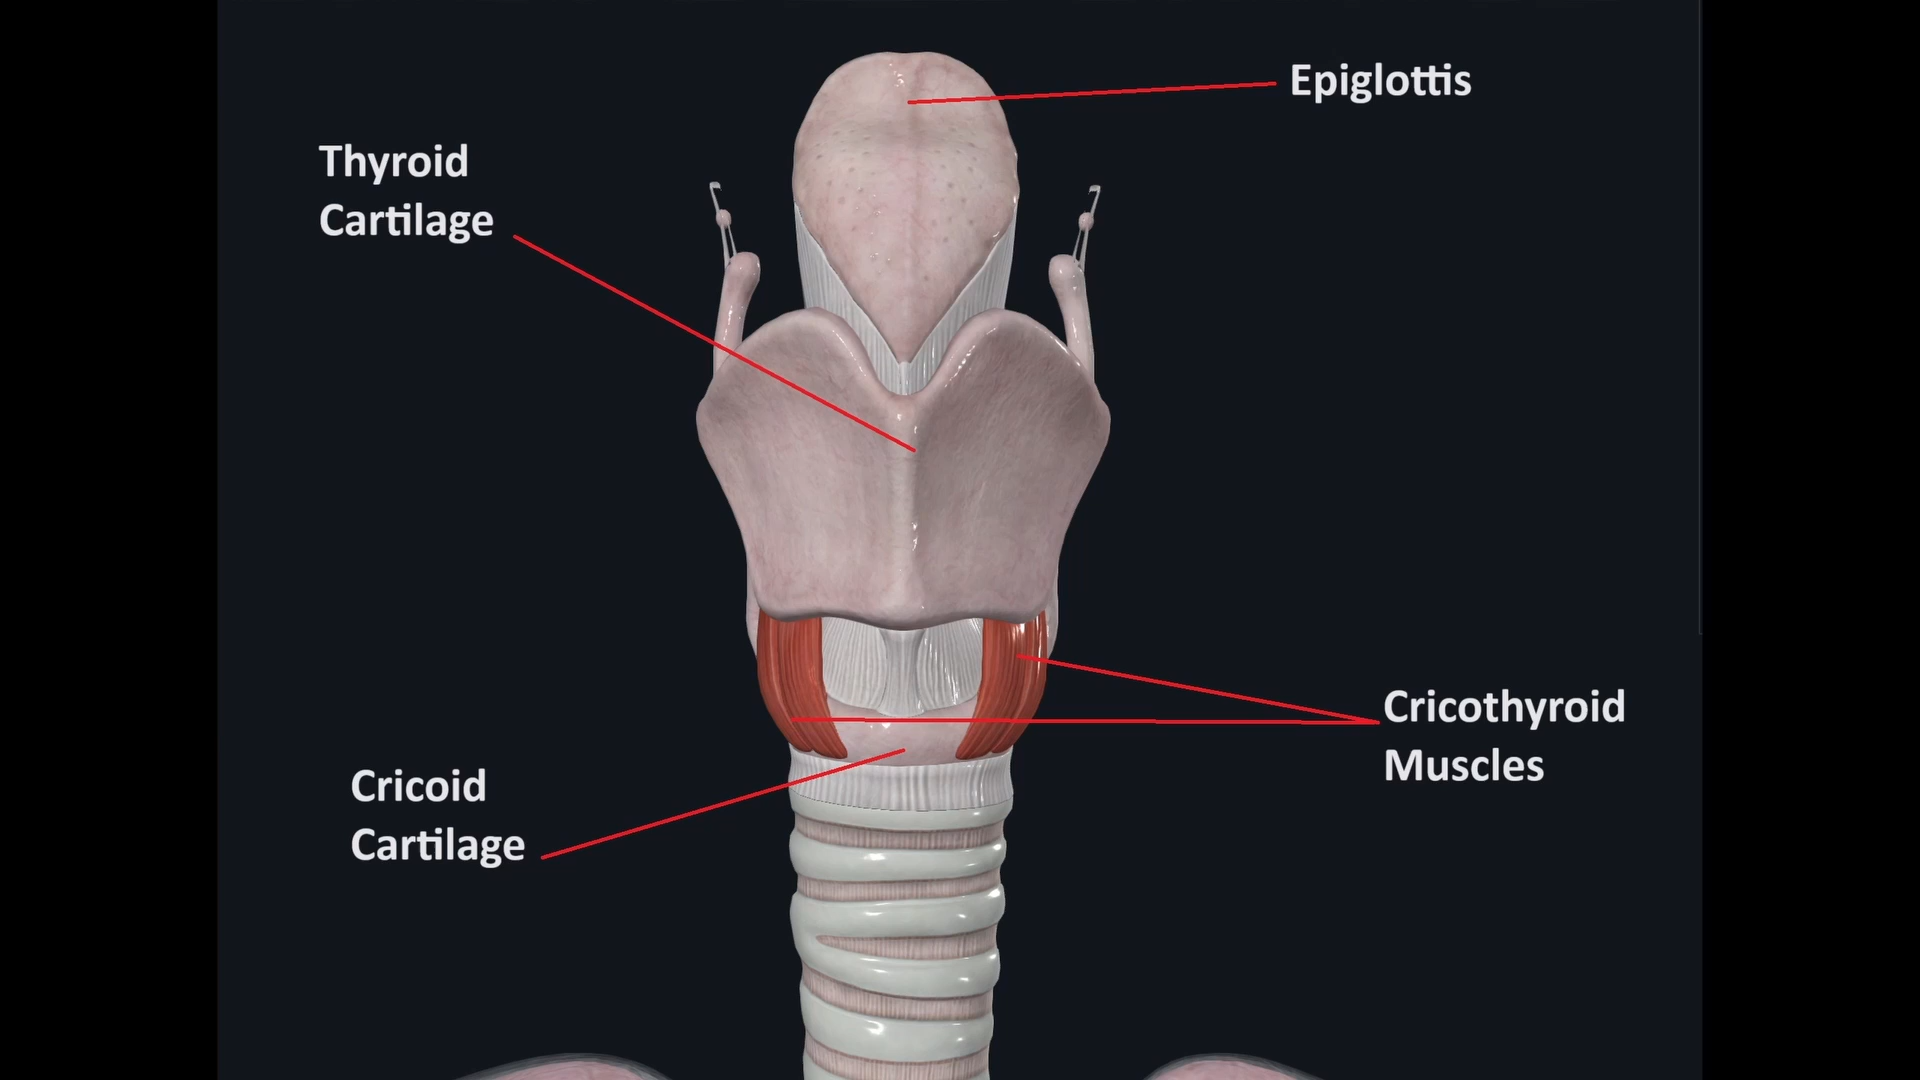 Epiglottis
Thyroid
Cartilage
Cricothyroid
Muscles
Cricoid
Cartilage